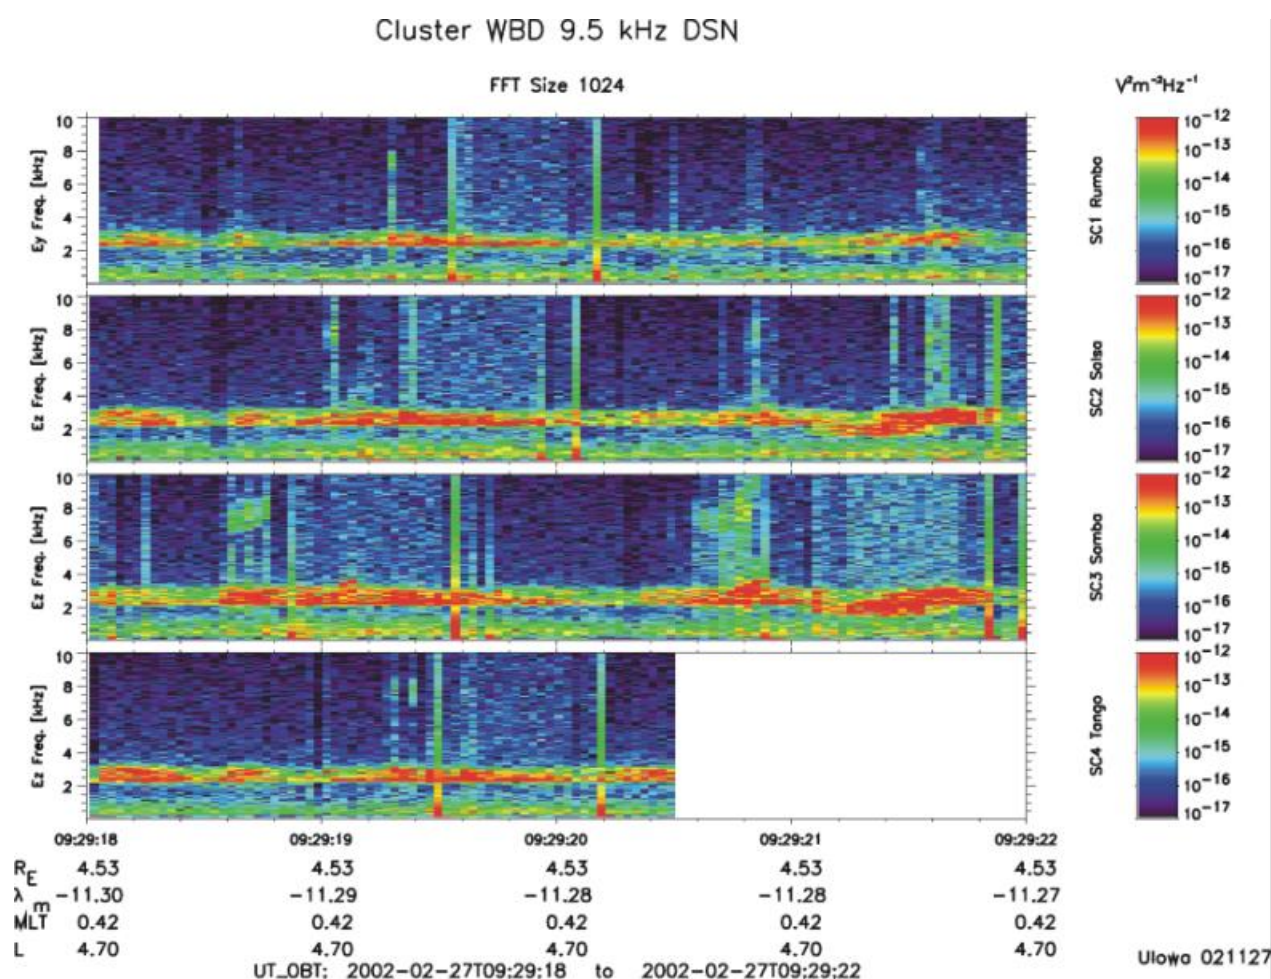 Cluster WBD 9.5 kHz DSN
FFT Size 1024
V²m⁻²Hz⁻¹
10 8 6 4 2
Ey Freq. [kHz]
SC1 Rumba
10⁻¹² 10⁻¹³ 10⁻¹⁴ 10⁻¹⁵ 10⁻¹⁶ 10⁻¹⁷
10 8 6 4 2
Ez Freq. [kHz]
SC2 Salsa
10⁻¹² 10⁻¹³ 10⁻¹⁴ 10⁻¹⁵ 10⁻¹⁶ 10⁻¹⁷
10 8 6 4 2
Ez Freq. [kHz]
SC3 Samba
10⁻¹² 10⁻¹³ 10⁻¹⁴ 10⁻¹⁵ 10⁻¹⁶ 10⁻¹⁷
10 8 6 4 2
Ez Freq. [kHz]
SC4 Tango
10⁻¹² 10⁻¹³ 10⁻¹⁴ 10⁻¹⁵ 10⁻¹⁶ 10⁻¹⁷
09:29:18 09:29:19 09:29:20 09:29:21 09:29:22
R_E 4.53 4.53 4.53 4.53 4.53
λ_m -11.30 -11.29 -11.28 -11.28 -11.27
MLT 0.42 0.42 0.42 0.42 0.42
L 4.70 4.70 4.70 4.70 4.70
UT_OBT: 2002-02-27T09:29:18 to 2002-02-27T09:29:22
UIowa 021127